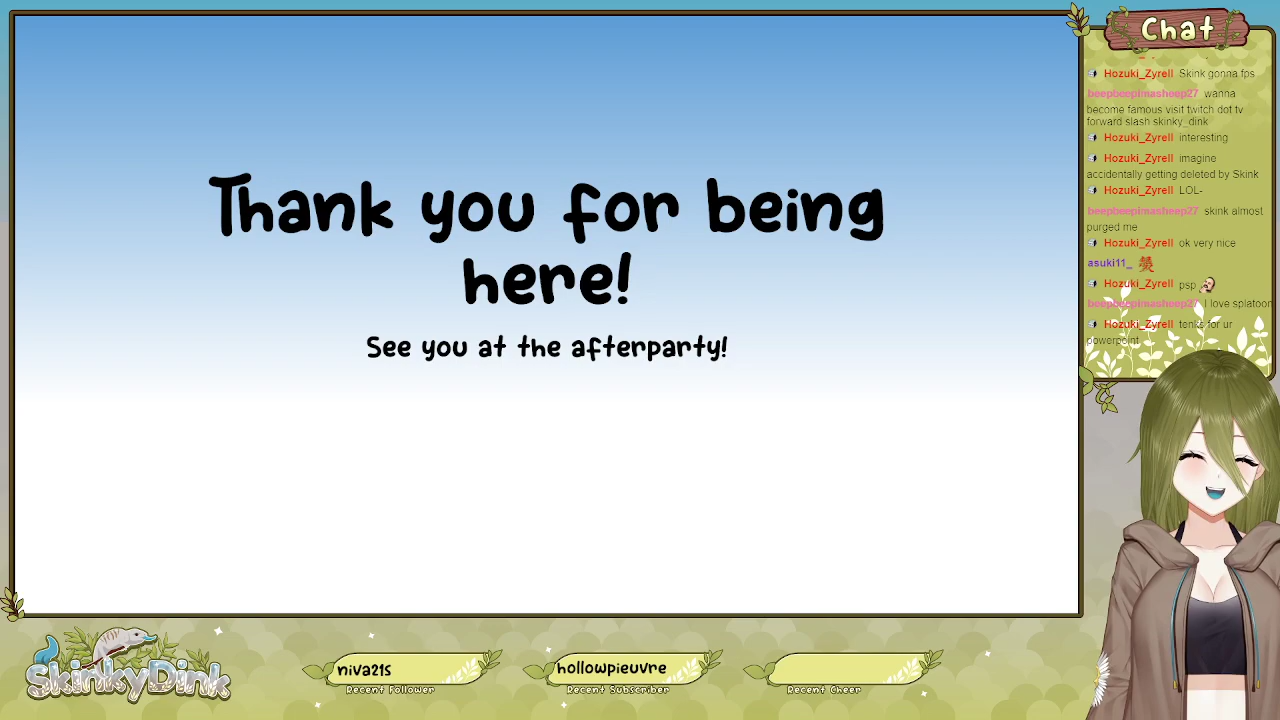 Chat
Hozuki_Zyrell Skink gonna fps
beepbeepimasheep27 wanna
become famous visit twitch dot tv
forward slash skinky_dink
Hozuki_Zyrell interesting
Hozuki_Zyrell imagine
accidentally getting deleted by Skink
Hozuki_Zyrell LOL-
beepbeepimasheep27 skink almost
purged me
Hozuki_Zyrell ok very nice
asuki11_
Hozuki_Zyrell psp
beepbeepimasheep27 I love splatoon
Hozuki_Zyrell tenks for ur
powerpoint
Thank you for being
here!
See you at the afterparty!
SkinkyDink
niva21s
Recent Follower
hollowpieuvre
Recent Subscriber
Recent Cheer